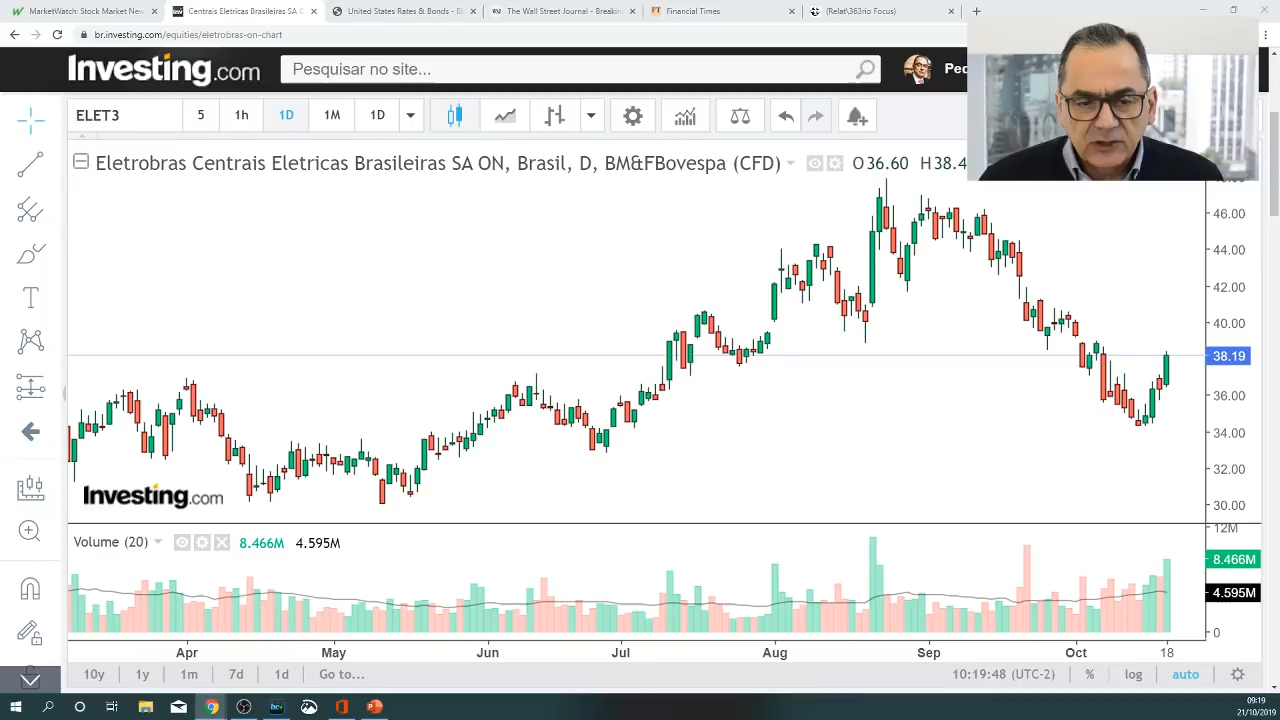 MarketWatch: Stock Market New
Centrais Eletricas Brasileiras SA O
United States Rates & Bonds - Bl
The Wall Street Journal - Breakin
Financial Times
(Relat\363rio Focus)
br.investing.com/equities/eletrobras-on-chart
Investing.com
Pesquisar no site...
ELET3
5
1h
1D
1M
1D
Eletrobras Centrais Eletricas Brasileiras SA ON, Brasil, D, BM&FBovespa (CFD)
O36.60
H38.4
46.00
44.00
42.00
40.00
38.19
36.00
34.00
32.00
30.00
Investing.com
Volume (20)
8.466M
4.595M
12M
8.466M
4.595M
0
Apr
May
Jun
Jul
Aug
Sep
Oct
18
10y
1y
1m
7d
1d
Go to...
10:19:48 (UTC-2)
%
log
auto
09:19
21/10/2019